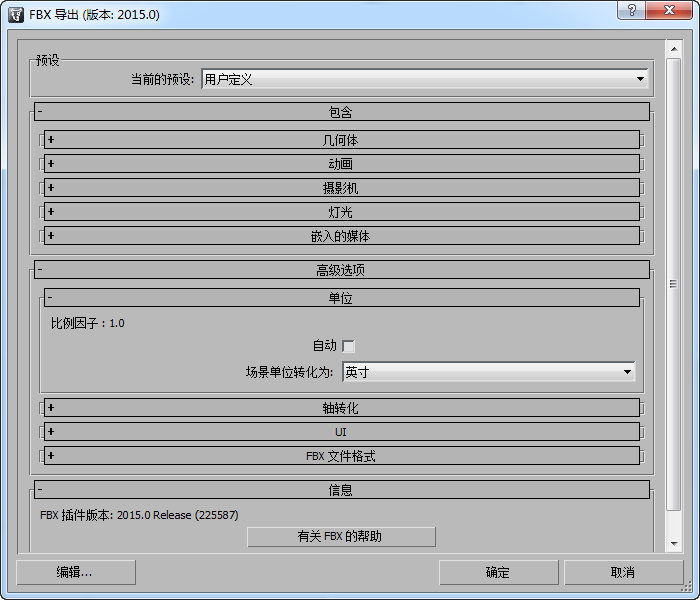 FBX 导出 (版本: 2015.0)
预设
当前的预设: 用户定义
- 包含
+ 几何体
+ 动画
+ 摄影机
+ 灯光
+ 嵌入的媒体
- 高级选项
- 单位
比例因子：1.0
自动
场景单位转化为: 英寸
+ 轴转化
+ UI
+ FBX 文件格式
- 信息
FBX 插件版本: 2015.0 Release (225587)
有关 FBX 的帮助
编辑... 确定 取消